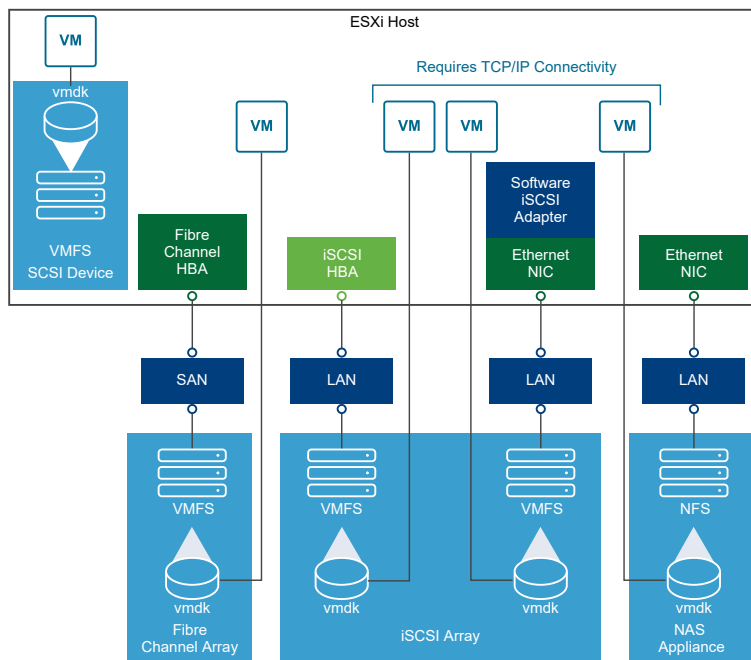 ESXi Host
VM
Requires TCP/IP Connectivity
vmdk
VM
VM
VM
VM
VMFS
SCSI Device
Fibre
Channel
HBA
iSCSI
HBA
Software
iSCSI
Adapter
Ethernet
NIC
Ethernet
NIC
SAN
LAN
LAN
LAN
VMFS
VMFS
VMFS
NFS
vmdk
vmdk
vmdk
vmdk
Fibre
Channel Array
iSCSI Array
NAS
Appliance